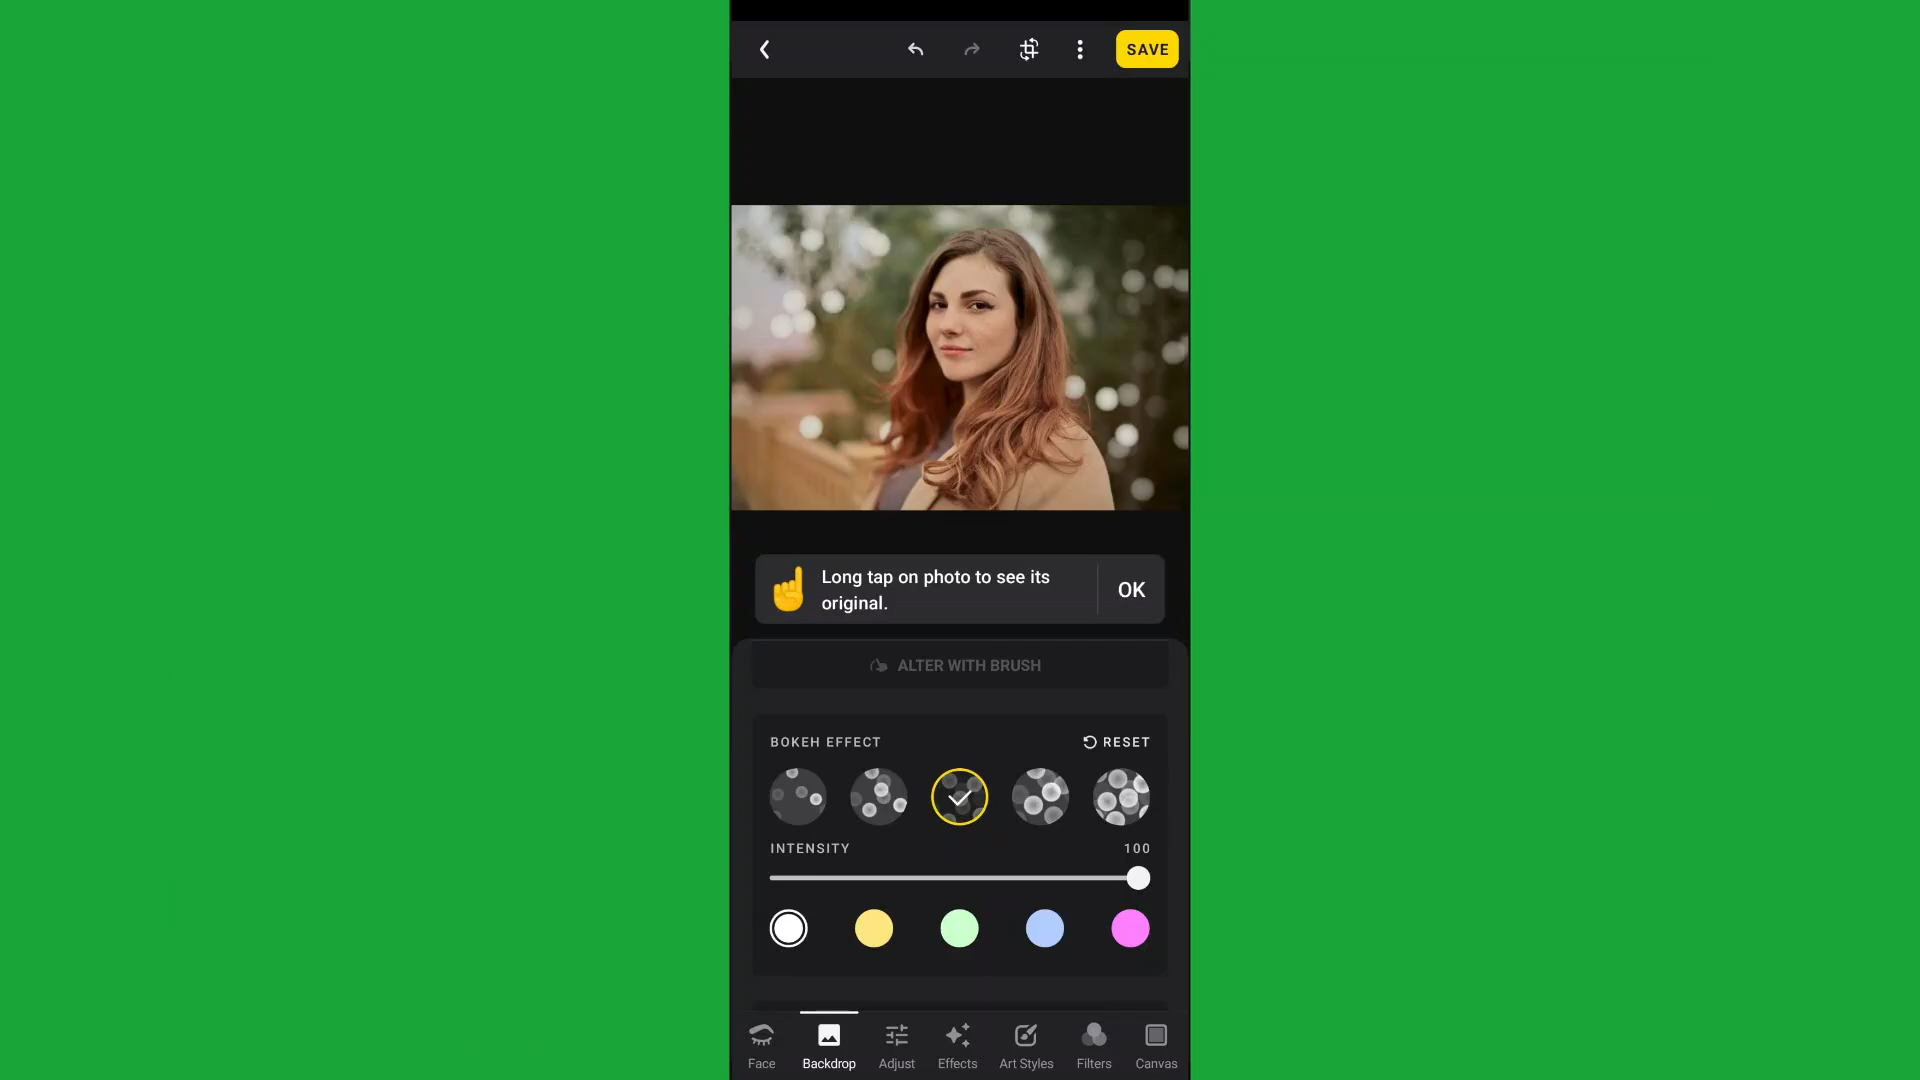 SAVE
Long tap on photo to see its
original.
OK
ALTER WITH BRUSH
BOKEH EFFECT
RESET
INTENSITY
100
Face
Backdrop
Adjust
Effects
Art Styles
Filters
Canvas